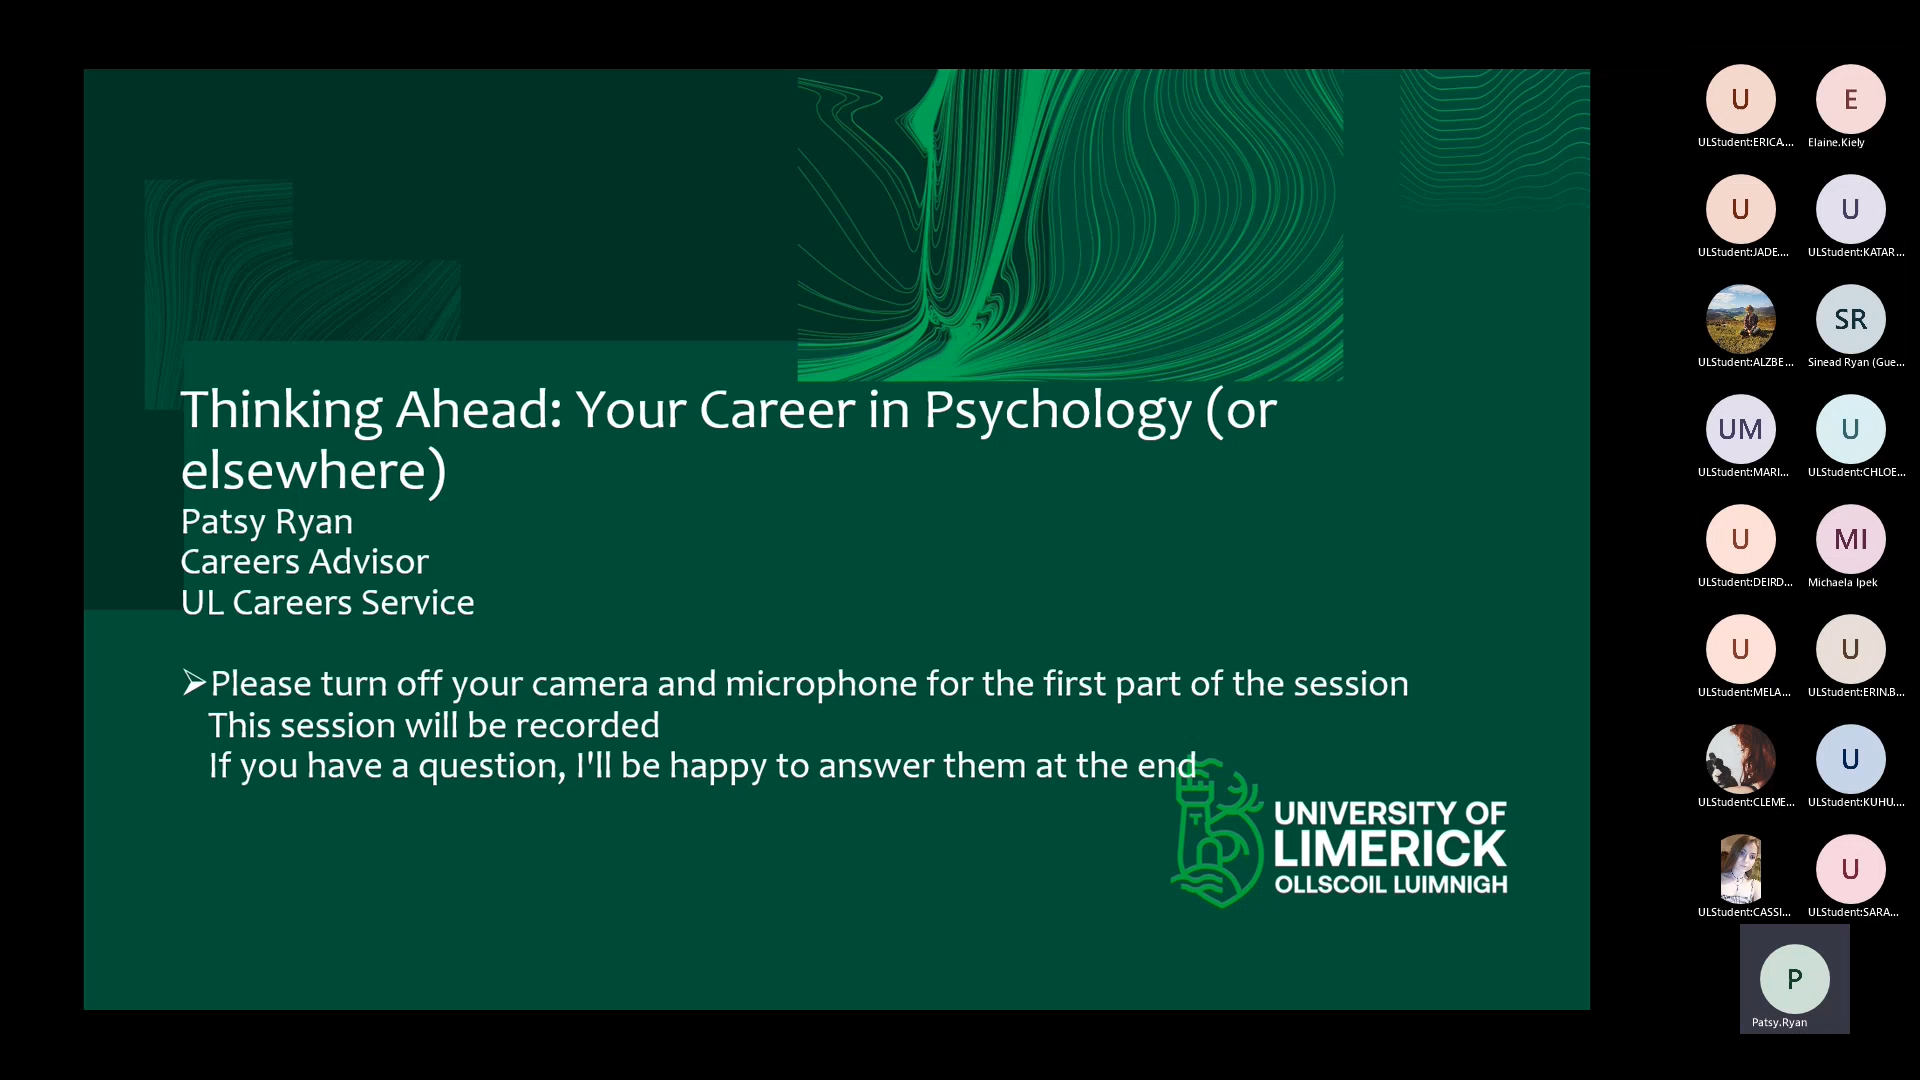 Thinking Ahead: Your Career in Psychology (or
elsewhere)
Patsy Ryan
Careers Advisor
UL Careers Service
➢Please turn off your camera and microphone for the first part of the session
This session will be recorded
If you have a question, I'll be happy to answer them at the end
UNIVERSITY OF
LIMERICK
OLLSCOIL LUIMNIGH
U E
ULStudent:ERICA.... Elaine.Kiely
U U
ULStudent:JADE.... ULStudent:KATAR...
SR
ULStudent:ALZBE... Sinead Ryan (Gue...
UM U
ULStudent:MARI... ULStudent:CHLOE...
U MI
ULStudent:DEIRD... Michaela Ipek
U U
ULStudent:MELA... ULStudent:ERIN.B...
U
ULStudent:CLEME... ULStudent:KUHU....
U
ULStudent:CASSI... ULStudent:SARA...
P
Patsy.Ryan